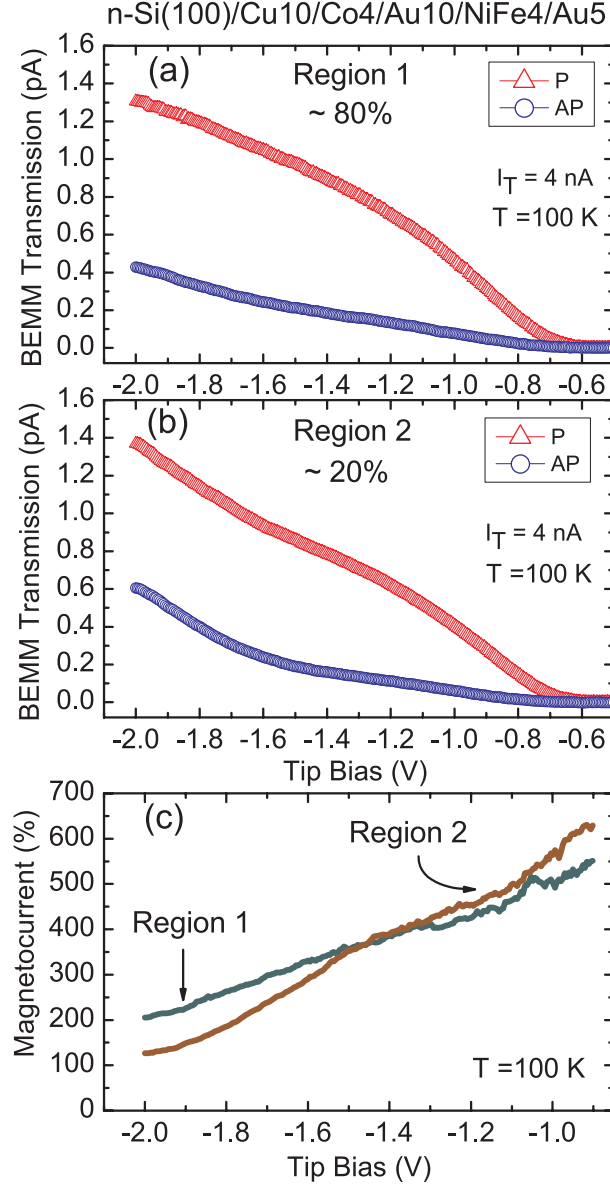 n-Si(100)/Cu10/Co4/Au10/NiFe4/Au5
(a)
Region 1
~ 80%
P
AP
I_T = 4 nA
T =100 K
BEMM Transmission (pA)
1.6
1.4
1.2
1.0
0.8
0.6
0.4
0.2
0.0
-2.0 -1.8 -1.6 -1.4 -1.2 -1.0 -0.8 -0.6
(b)
Region 2
~ 20%
P
AP
I_T = 4 nA
T =100 K
BEMM Transmission (pA)
1.6
1.4
1.2
1.0
0.8
0.6
0.4
0.2
0.0
-2.0 -1.8 -1.6 -1.4 -1.2 -1.0 -0.8 -0.6
Tip Bias (V)
(c)
Region 2
Region 1
T =100 K
Magnetocurrent (%)
700
600
500
400
300
200
100
0
-2.0 -1.8 -1.6 -1.4 -1.2 -1.0
Tip Bias (V)